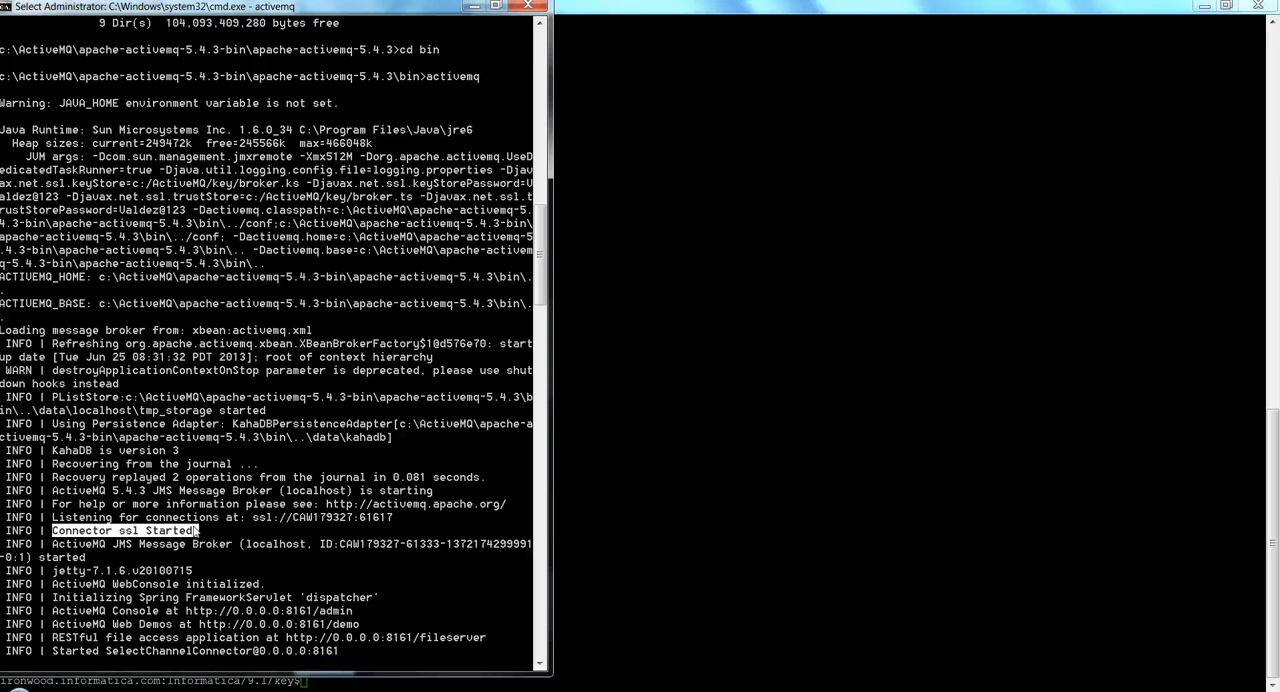 Select Administrator: C:\Windows\system32\cmd.exe - activemq
9 Dir(s)  104,093,409,280 bytes free
c:\ActiveMQ\apache-activemq-5.4.3-bin\apache-activemq-5.4.3>cd bin
c:\ActiveMQ\apache-activemq-5.4.3-bin\apache-activemq-5.4.3\bin>activemq
Warning: JAVA_HOME environment variable is not set.
Java Runtime: Sun Microsystems Inc. 1.6.0_34 C:\Program Files\Java\jre6
Heap sizes: current=249472k  free=245566k  max=466048k
JVM args: -Dcom.sun.management.jmxremote -Xmx512M -Dorg.apache.activemq.UseD
edicatedTaskRunner=true -Djava.util.logging.config.file=logging.properties -Djav
ax.net.ssl.keyStore=c:/ActiveMQ/key/broker.ks -Djavax.net.ssl.keyStorePassword=V
aldez@123 -Djavax.net.ssl.trustStore=c:/ActiveMQ/key/broker.ts -Djavax.net.ssl.t
rustStorePassword=Valdez@123 -Dactivemq.classpath=c:\ActiveMQ\apache-activemq-5.
4.3-bin\apache-activemq-5.4.3\bin\../conf;c:\ActiveMQ\apache-activemq-5.4.3-bin\
apache-activemq-5.4.3\bin\../conf; -Dactivemq.home=c:\ActiveMQ\apache-activemq-5
.4.3-bin\apache-activemq-5.4.3\bin\.. -Dactivemq.base=c:\ActiveMQ\apache-activem
q-5.4.3-bin\apache-activemq-5.4.3\bin\..
ACTIVEMQ_HOME: c:\ActiveMQ\apache-activemq-5.4.3-bin\apache-activemq-5.4.3\bin\.
.
ACTIVEMQ_BASE: c:\ActiveMQ\apache-activemq-5.4.3-bin\apache-activemq-5.4.3\bin\.
.
Loading message broker from: xbean:activemq.xml
INFO | Refreshing org.apache.activemq.xbean.XBeanBrokerFactory$1@d576e70: start
up date [Tue Jun 25 08:31:32 PDT 2013]; root of context hierarchy
WARN | destroyApplicationContextOnStop parameter is deprecated, please use shut
down hooks instead
INFO | PListStore:c:\ActiveMQ\apache-activemq-5.4.3-bin\apache-activemq-5.4.3\b
in\..\data\localhost\tmp_storage started
INFO | Using Persistence Adapter: KahaDBPersistenceAdapter[c:\ActiveMQ\apache-a
ctivemq-5.4.3-bin\apache-activemq-5.4.3\bin\..\data\kahadb]
INFO | KahaDB is version 3
INFO | Recovering from the journal ...
INFO | Recovery replayed 2 operations from the journal in 0.081 seconds.
INFO | ActiveMQ 5.4.3 JMS Message Broker (localhost) is starting
INFO | For help or more information please see: http://activemq.apache.org/
INFO | Listening for connections at: ssl://CAW179327:61617
INFO | Connector ssl Started
INFO | ActiveMQ JMS Message Broker (localhost, ID:CAW179327-61333-1372174299991
-0:1) started
INFO | jetty-7.1.6.v20100715
INFO | ActiveMQ WebConsole initialized.
INFO | Initializing Spring FrameworkServlet 'dispatcher'
INFO | ActiveMQ Console at http://0.0.0.0:8161/admin
INFO | ActiveMQ Web Demos at http://0.0.0.0:8161/demo
INFO | RESTful file access application at http://0.0.0.0:8161/fileserver
INFO | Started SelectChannelConnector@0.0.0.0:8161
ironwood.informatica.com:Informatica/9.1/key$